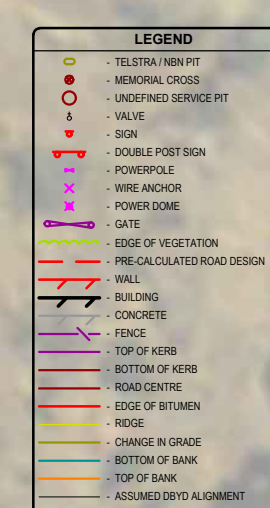 LEGEND
- TELSTRA / NBN PIT
- MEMORIAL CROSS
- UNDEFINED SERVICE PIT
- VALVE
- SIGN
- DOUBLE POST SIGN
- POWERPOLE
- WIRE ANCHOR
- POWER DOME
- GATE
- EDGE OF VEGETATION
- PRE-CALCULATED ROAD DESIGN
- WALL
- BUILDING
- CONCRETE
- FENCE
- TOP OF KERB
- BOTTOM OF KERB
- ROAD CENTRE
- EDGE OF BITUMEN
- RIDGE
- CHANGE IN GRADE
- BOTTOM OF BANK
- TOP OF BANK
- ASSUMED DBYD ALIGNMENT